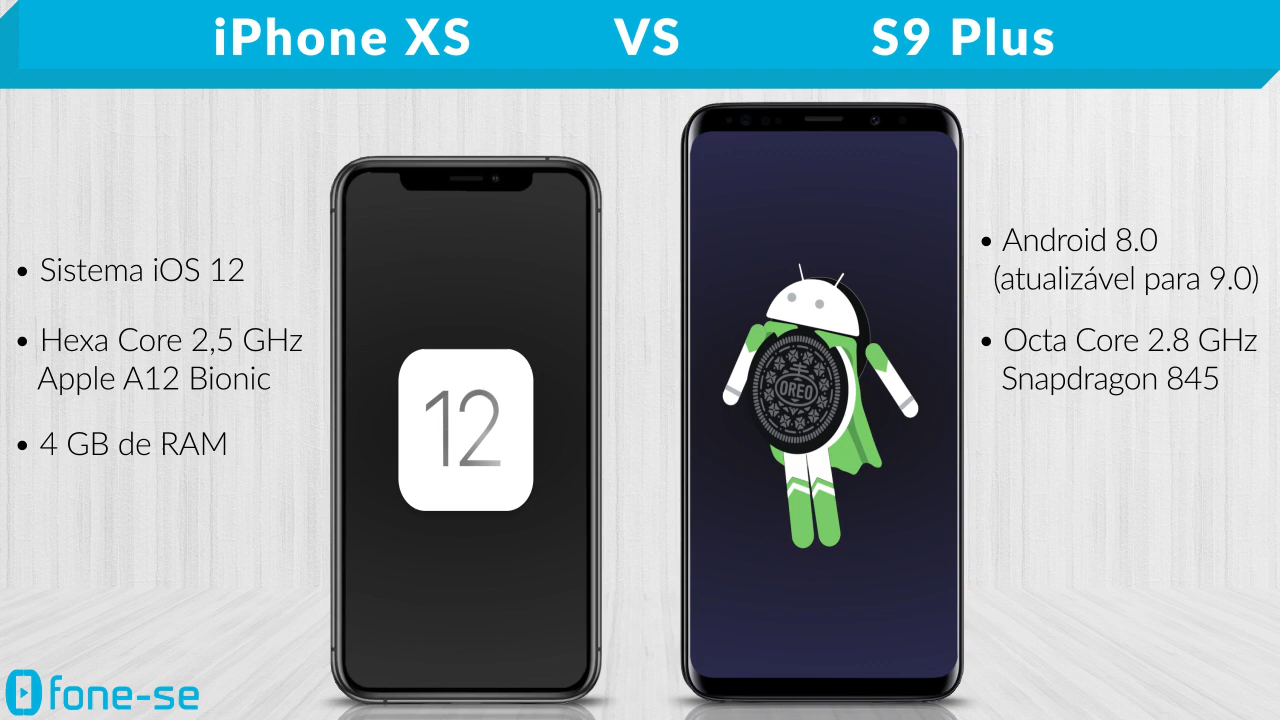 iPhone XS VS S9 Plus
• Sistema iOS 12
• Hexa Core 2,5 GHz
Apple A12 Bionic
• 4 GB de RAM
12
OREO
• Android 8.0
(atualizável para 9.0)
• Octa Core 2.8 GHz
Snapdragon 845
fone-se